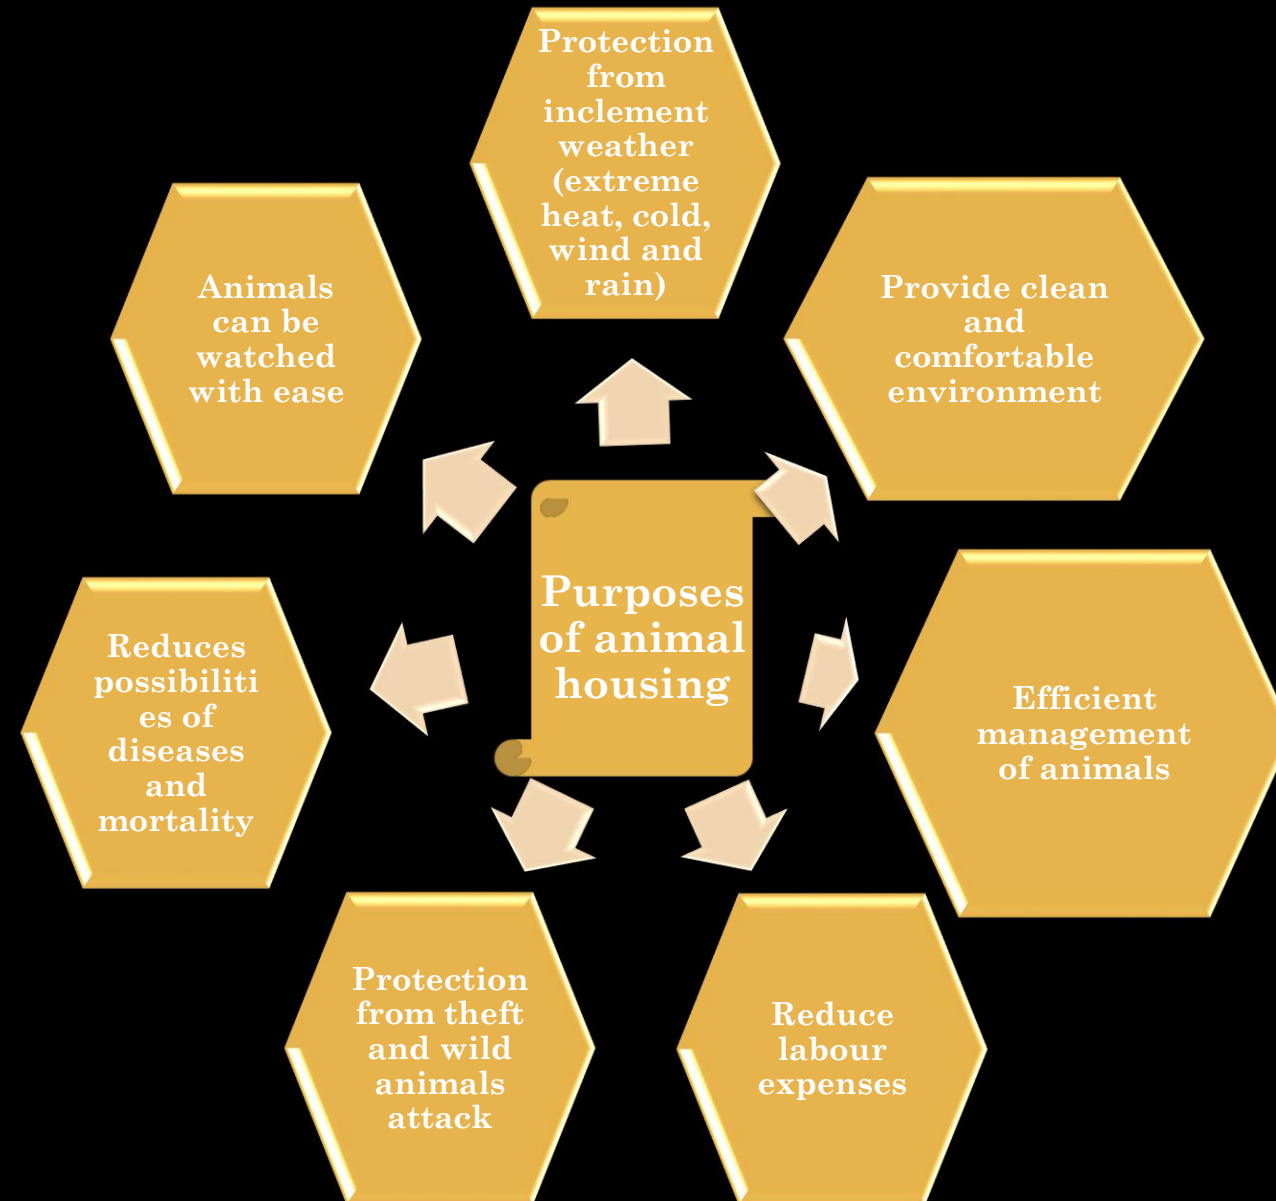 Protection
from
inclement
weather
(extreme
heat, cold,
wind and
rain)
Provide clean
and
comfortable
environment
Efficient
management
of animals
Reduce
labour
expenses
Protection
from theft
and wild
animals
attack
Reduces
possibiliti
es of
diseases
and
mortality
Animals
can be
watched
with ease
Purposes
of animal
housing